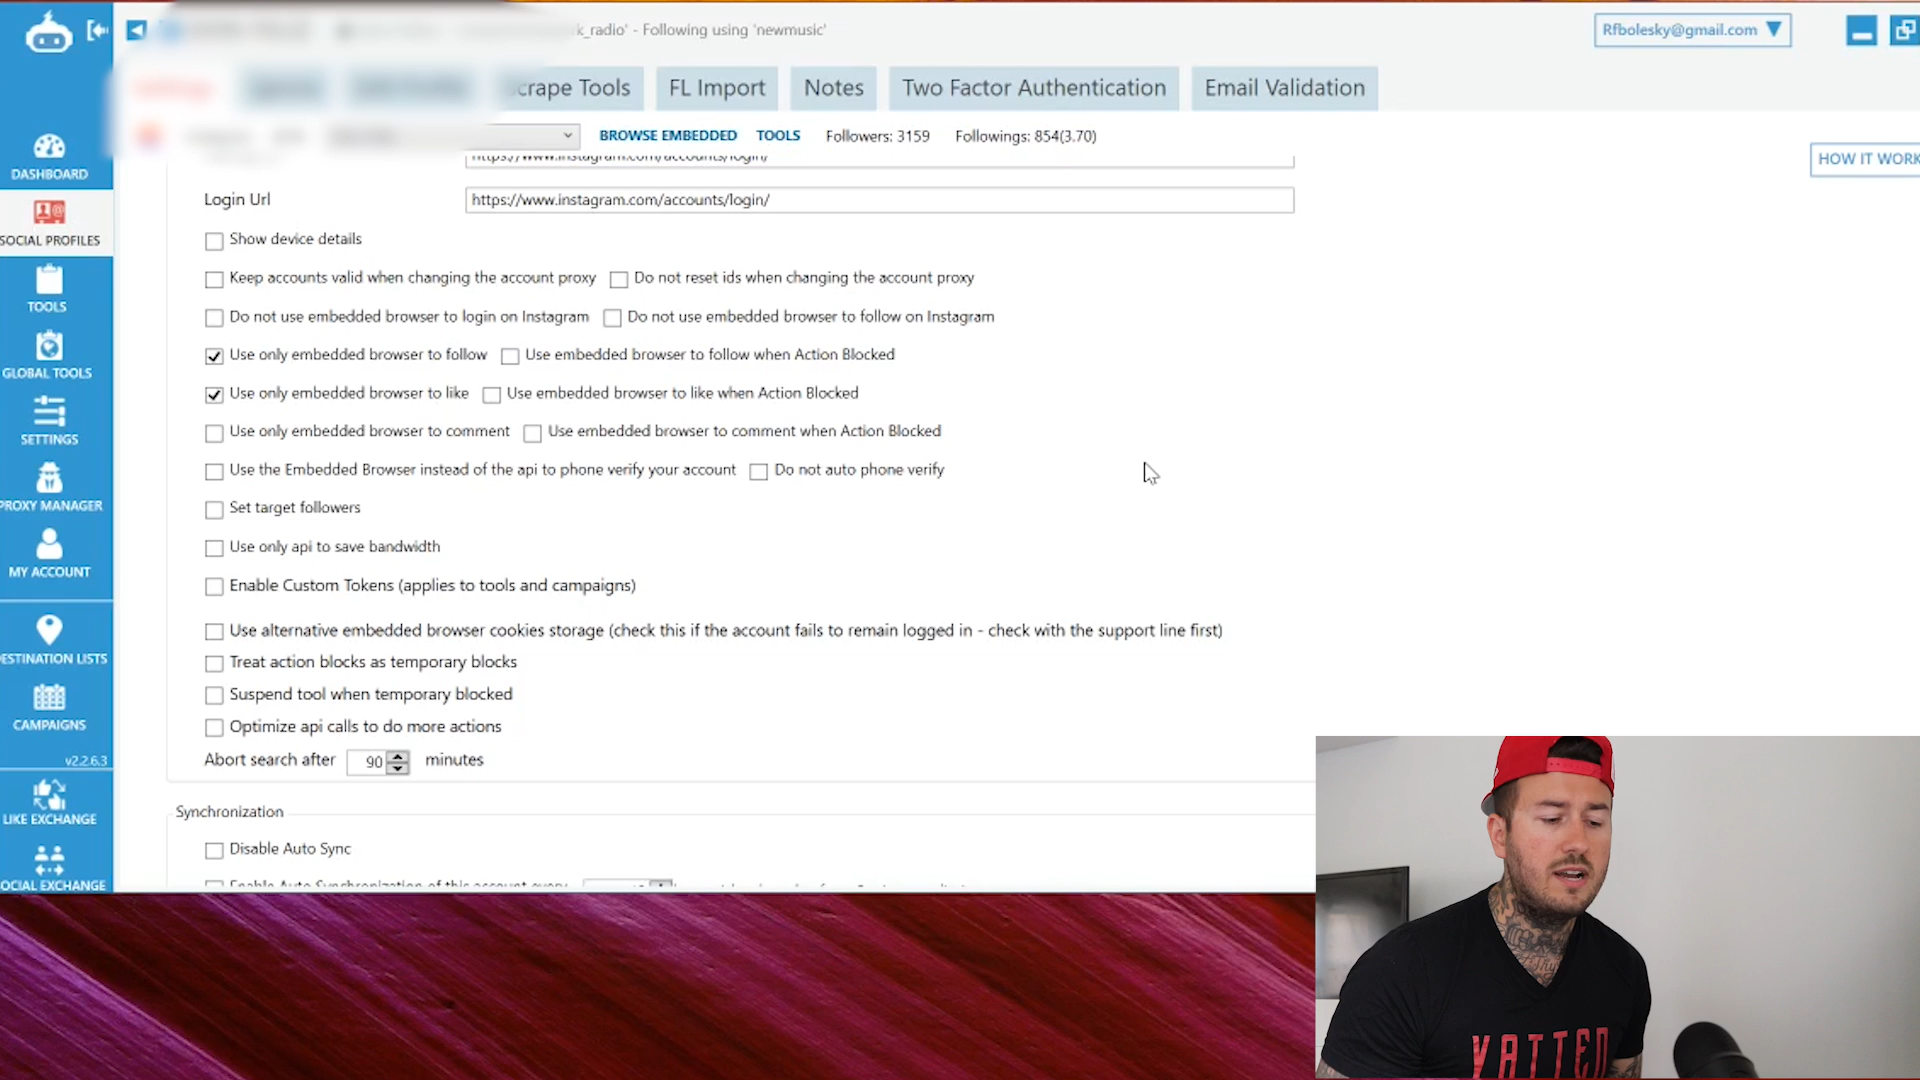 k_radio' - Following using 'newmusic'
Rfbolesky@gmail.com
Scrape Tools
FL Import
Notes
Two Factor Authentication
Email Validation
BROWSE EMBEDDED
TOOLS
Followers: 3159
Followings: 854(3.70)
HOW IT WORK
https://www.instagram.com/accounts/login/
Login Url
https://www.instagram.com/accounts/login/
Show device details
Keep accounts valid when changing the account proxy
Do not reset ids when changing the account proxy
Do not use embedded browser to login on Instagram
Do not use embedded browser to follow on Instagram
Use only embedded browser to follow
Use embedded browser to follow when Action Blocked
Use only embedded browser to like
Use embedded browser to like when Action Blocked
Use only embedded browser to comment
Use embedded browser to comment when Action Blocked
Use the Embedded Browser instead of the api to phone verify your account
Do not auto phone verify
Set target followers
Use only api to save bandwidth
Enable Custom Tokens (applies to tools and campaigns)
Use alternative embedded browser cookies storage (check this if the account fails to remain logged in - check with the support line first)
Treat action blocks as temporary blocks
Suspend tool when temporary blocked
Optimize api calls to do more actions
Abort search after
90
minutes
Synchronization
Disable Auto Sync
Enable Auto Synchronization of this account every
DASHBOARD
SOCIAL PROFILES
TOOLS
GLOBAL TOOLS
SETTINGS
PROXY MANAGER
MY ACCOUNT
ESTINATION LISTS
CAMPAIGNS
v2.2.6.3
LIKE EXCHANGE
OCIAL EXCHANGE
VATTED